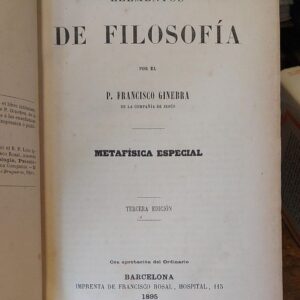 ELEMENTOS
DE FILOSOFÍA
POR EL
P. FRANCISCO GINEBRA
DE LA COMPAÑÍA DE JESÚS
METAFÍSICA ESPECIAL
TERCERA EDICIÓN
Con aprobación del Ordinario
BARCELONA
IMPRENTA DE FRANCISCO ROSAL, HOSPITAL, 115
1895